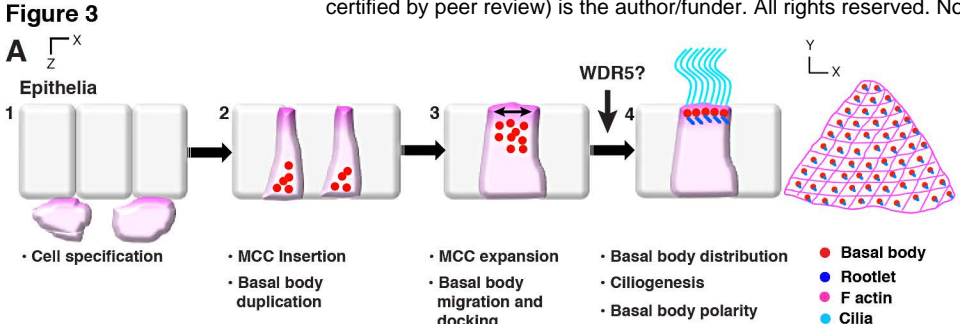 certified by peer review) is the author/funder. All rights reserved. No
Figure 3
A
X
Z
Epithelia
1
2
3
WDR5?
4
Y
X
• Cell specification
• MCC Insertion
• Basal body
duplication
• MCC expansion
• Basal body
migration and
docking
• Basal body distribution
• Ciliogenesis
• Basal body polarity
Basal body
Rootlet
F actin
Cilia